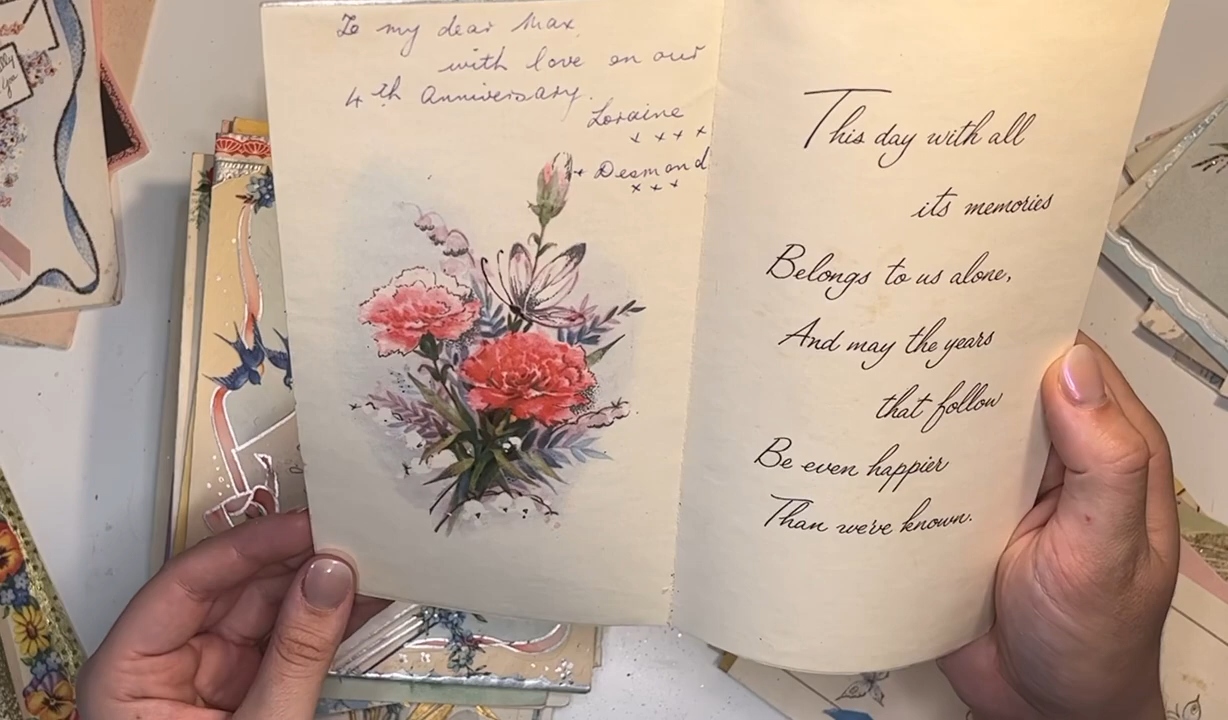 To my dear Max,
with love on our
4th Anniversary.
Loraine
x x x x
+ Desmond
x x x
This day with all
its memories
Belongs to us alone,
And may the years
that follow
Be even happier
Than we've known.